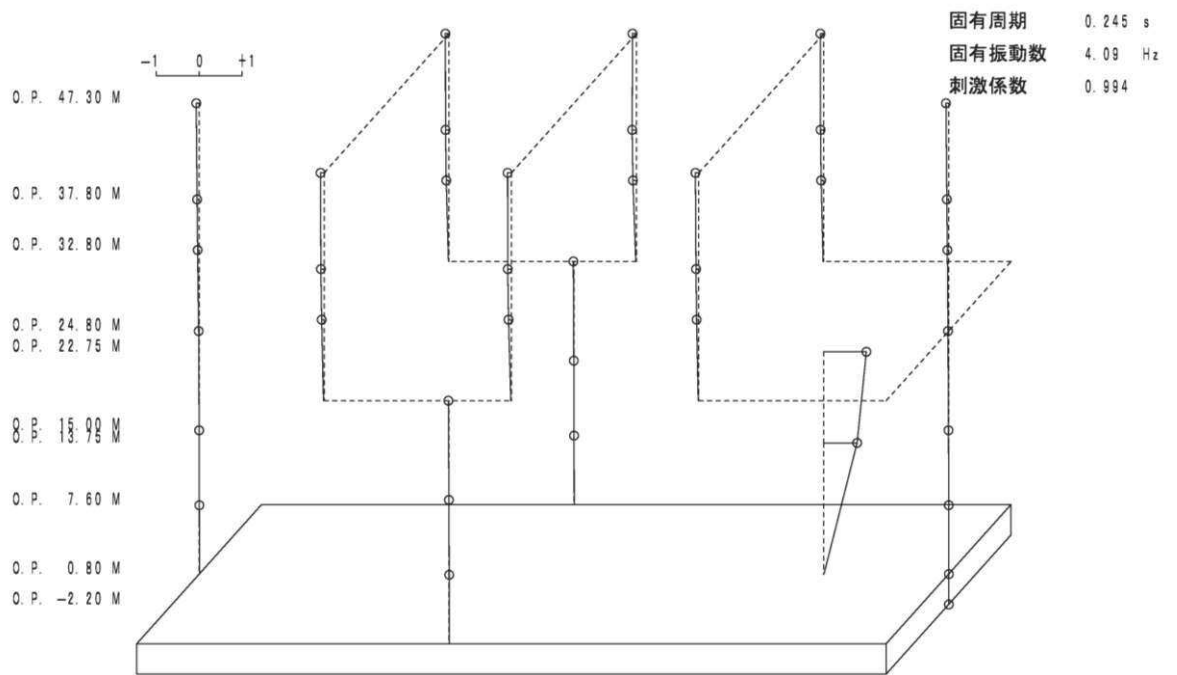 固有周期 0.245 s
固有振動数 4.09 Hz
刺激係数 0.994
-1 0 +1
O.P. 47.30 M
O.P. 37.80 M
O.P. 32.80 M
O.P. 24.80 M
O.P. 22.75 M
O.P. 15.00 M
O.P. 13.75 M
O.P. 7.60 M
O.P. 0.80 M
O.P. -2.20 M